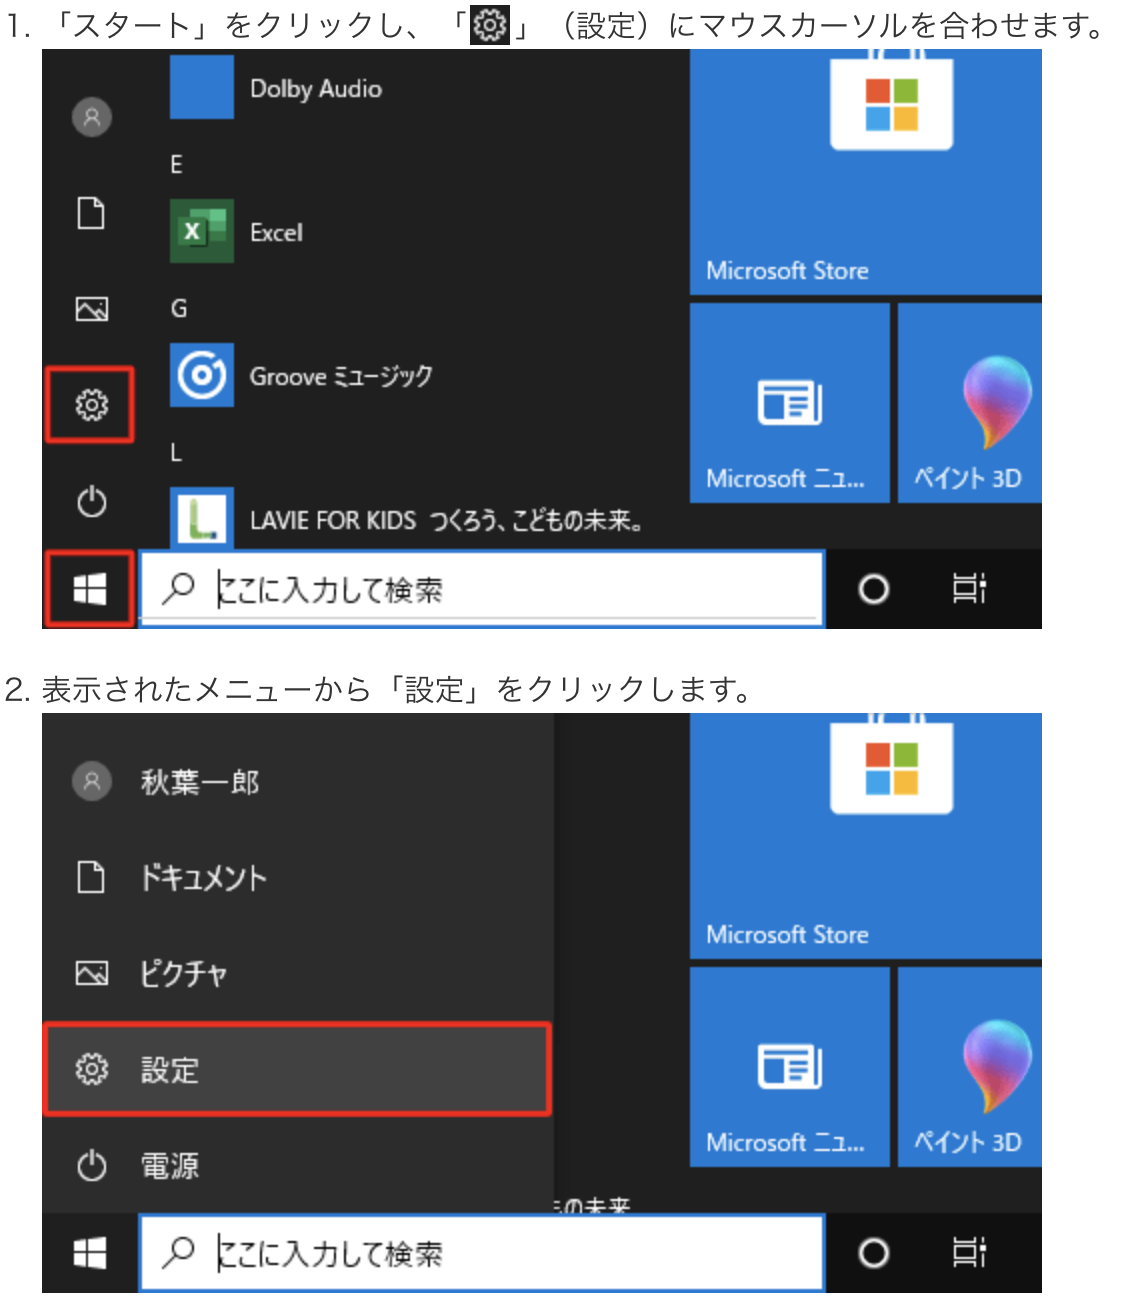 1. 「スタート」をクリックし、「」（設定）にマウスカーソルを合わせます。
Dolby Audio
E
Excel
G
Groove ミュージック
L
LAVIE FOR KIDS つくろう、こどもの未来。
Microsoft Store
Microsoft ニュ...
ペイント 3D
ここに入力して検索
2. 表示されたメニューから「設定」をクリックします。
秋葉一郎
ドキュメント
ピクチャ
設定
電源
Microsoft Store
Microsoft ニュ...
ペイント 3D
もの未来
ここに入力して検索